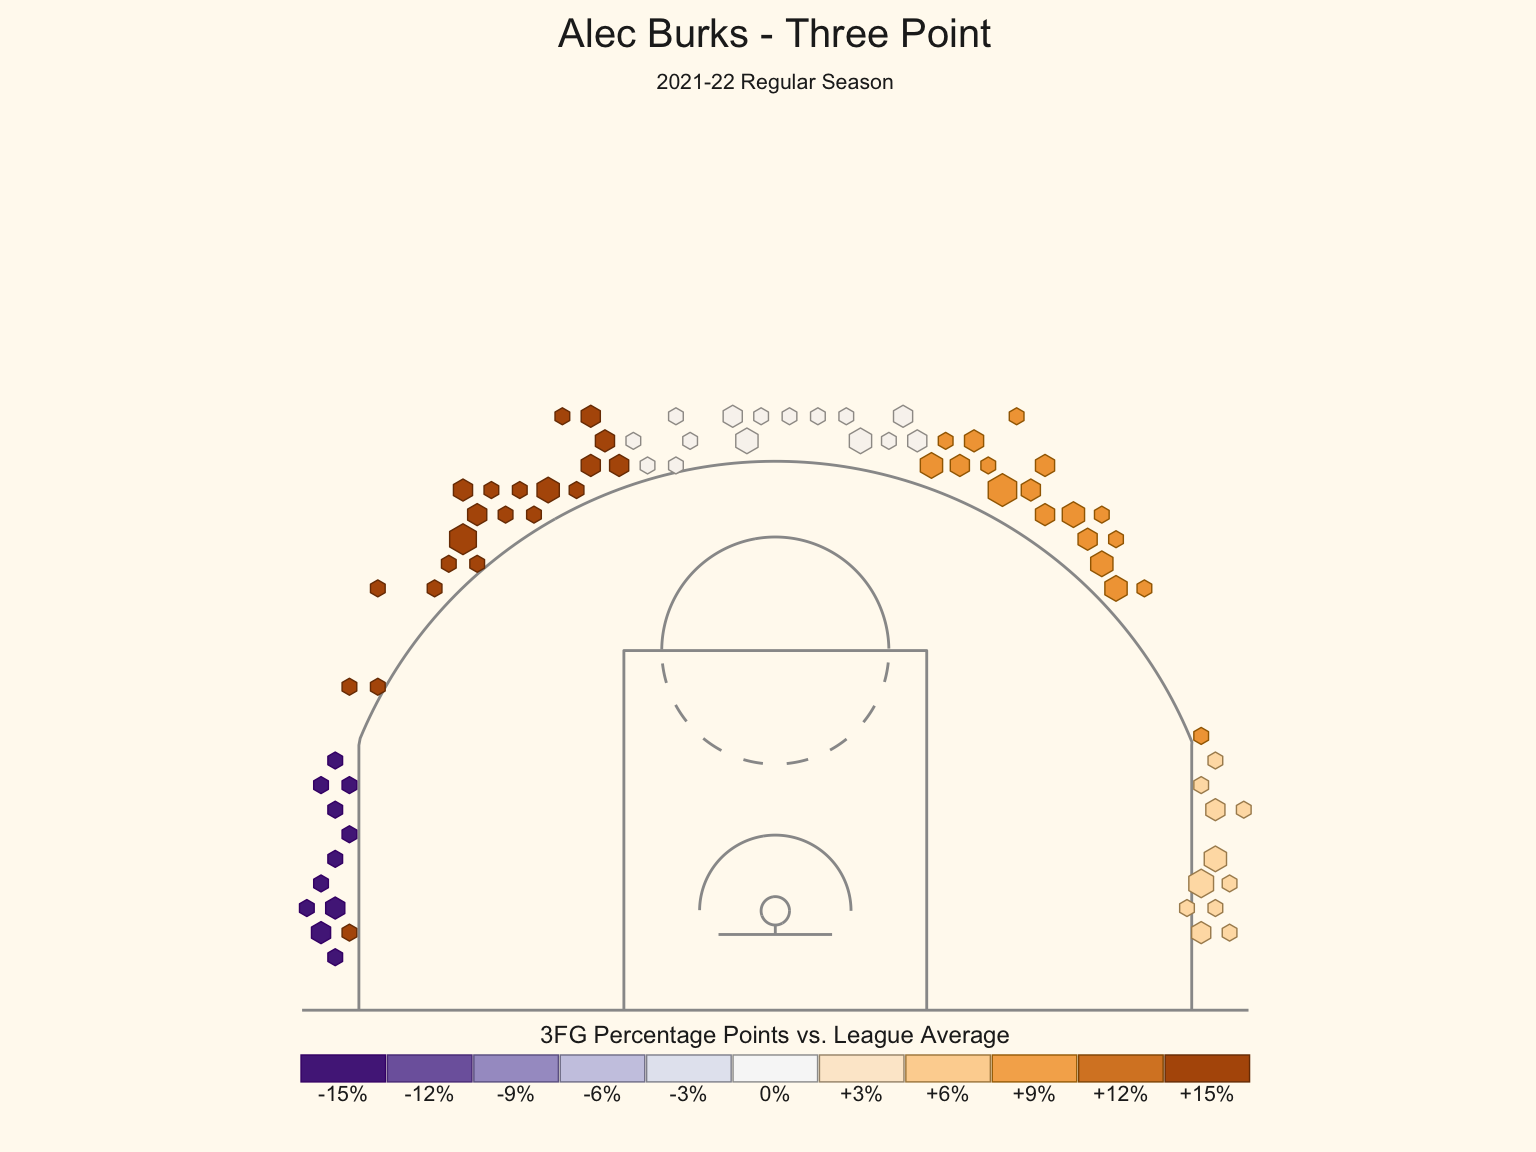 Alec Burks - Three Point
2021-22 Regular Season
3FG Percentage Points vs. League Average
-15% -12% -9% -6% -3% 0% +3% +6% +9% +12% +15%